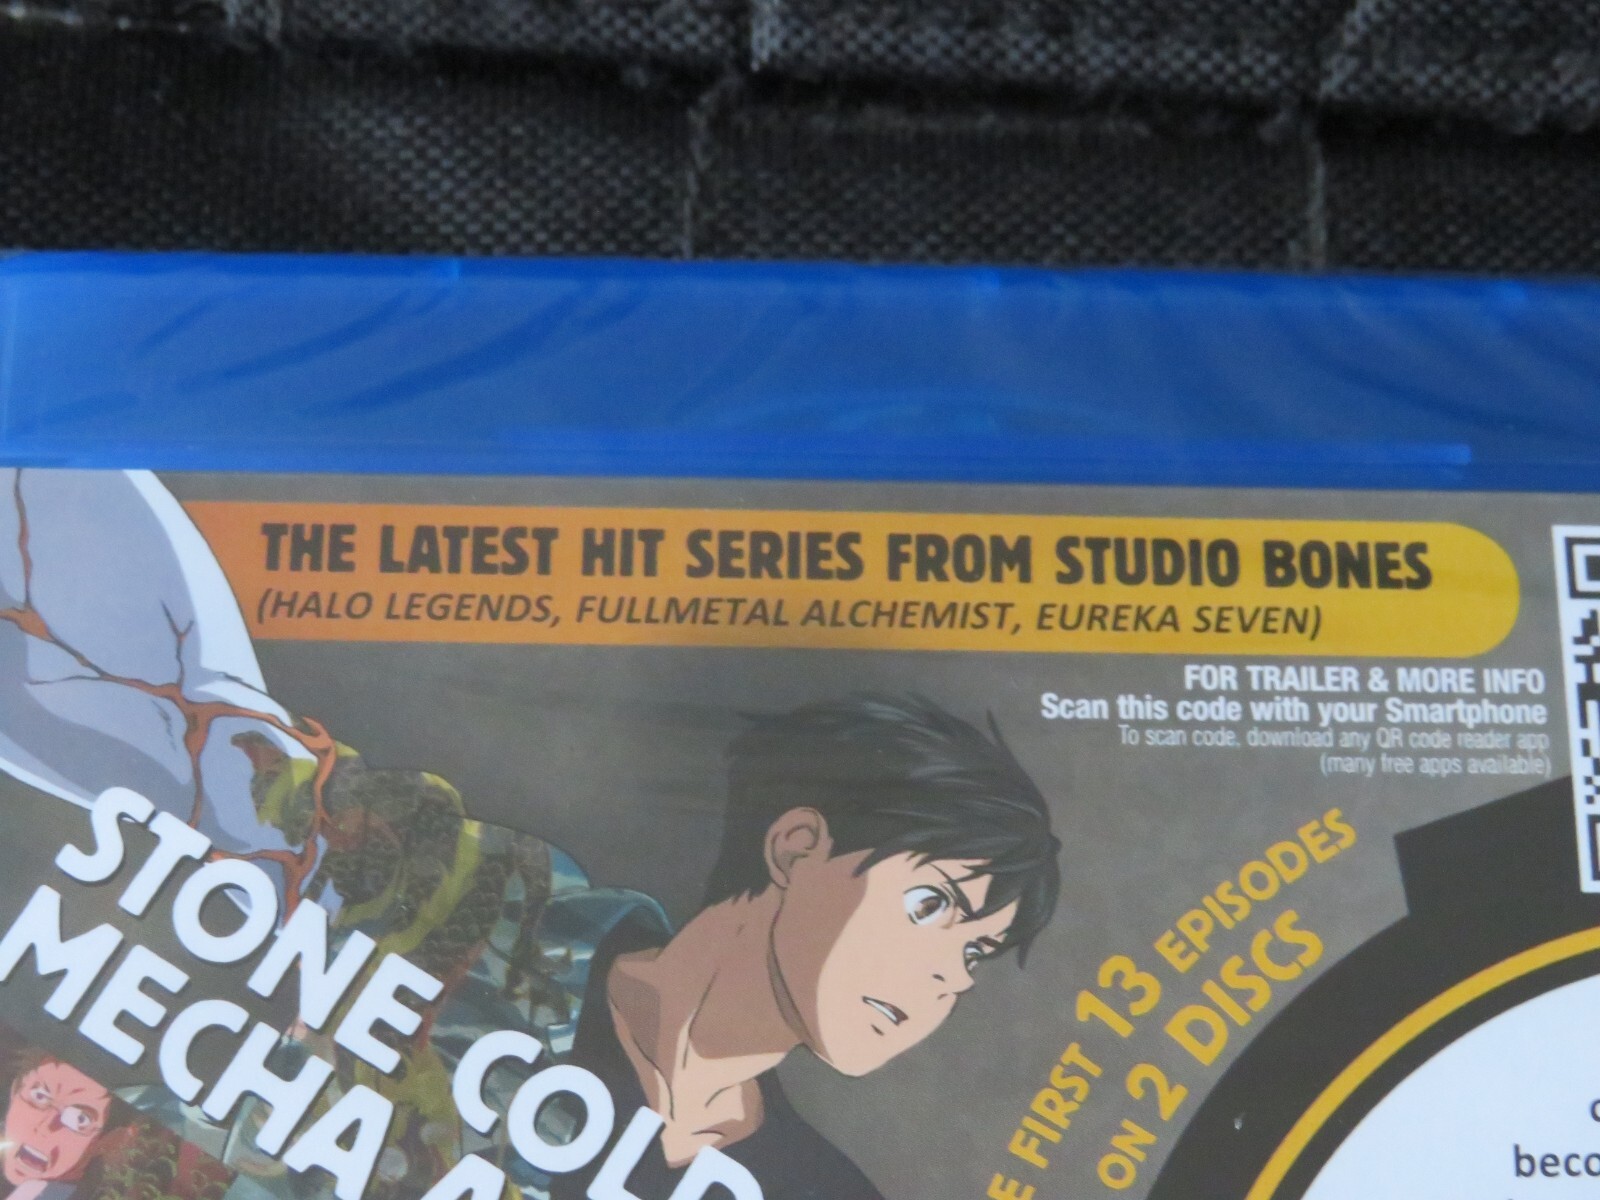 THE LATEST HIT SERIES FROM STUDIO BONES
(HALO LEGENDS, FULLMETAL ALCHEMIST, EUREKA SEVEN)
FOR TRAILER & MORE INFO
Scan this code with your Smartphone
To scan code, download any QR code reader app
(many free apps available)
STONE COLD
MECHA
FIRST 13 EPISODES
ON 2 DISCS